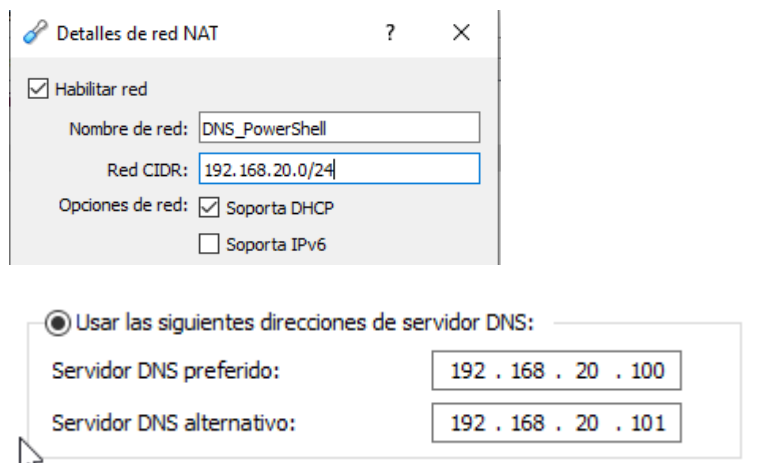 Detalles de red NAT ?
Habilitar red
Nombre de red: DNS_PowerShell
Red CIDR: 192.168.20.0/24
Opciones de red: Soporta DHCP
Soporta IPv6
Usar las siguientes direcciones de servidor DNS:
Servidor DNS preferido: 192 . 168 . 20 . 100
Servidor DNS alternativo: 192 . 168 . 20 . 101